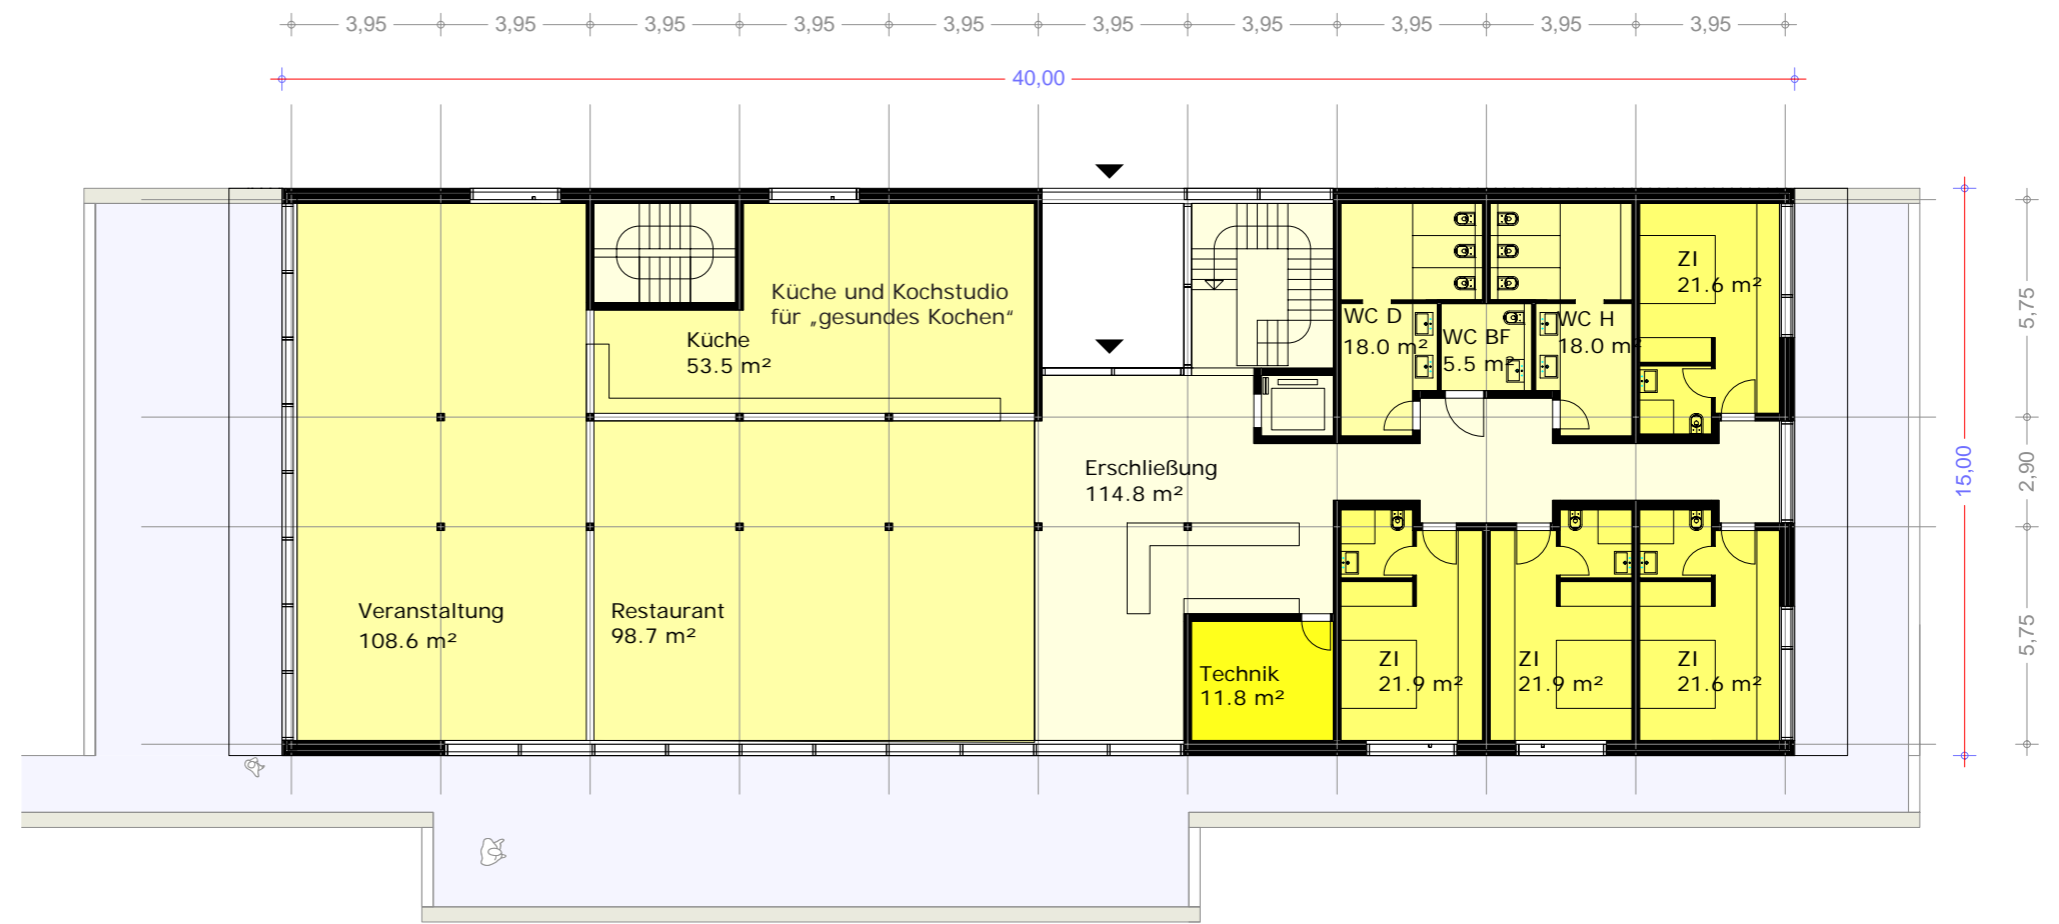 3,95 3,95 3,95 3,95 3,95 3,95 3,95 3,95 3,95 3,95
40,00
Küche und Kochstudio
für „gesundes Kochen“
Küche
53.5 m²
WC D
18.0 m²
WC BF
5.5 m²
WC H
18.0 m²
ZI
21.6 m²
5,75
2,90
5,75
15,00
Erschließung
114.8 m²
Veranstaltung
108.6 m²
Restaurant
98.7 m²
Technik
11.8 m²
ZI
21.9 m²
ZI
21.9 m²
ZI
21.6 m²